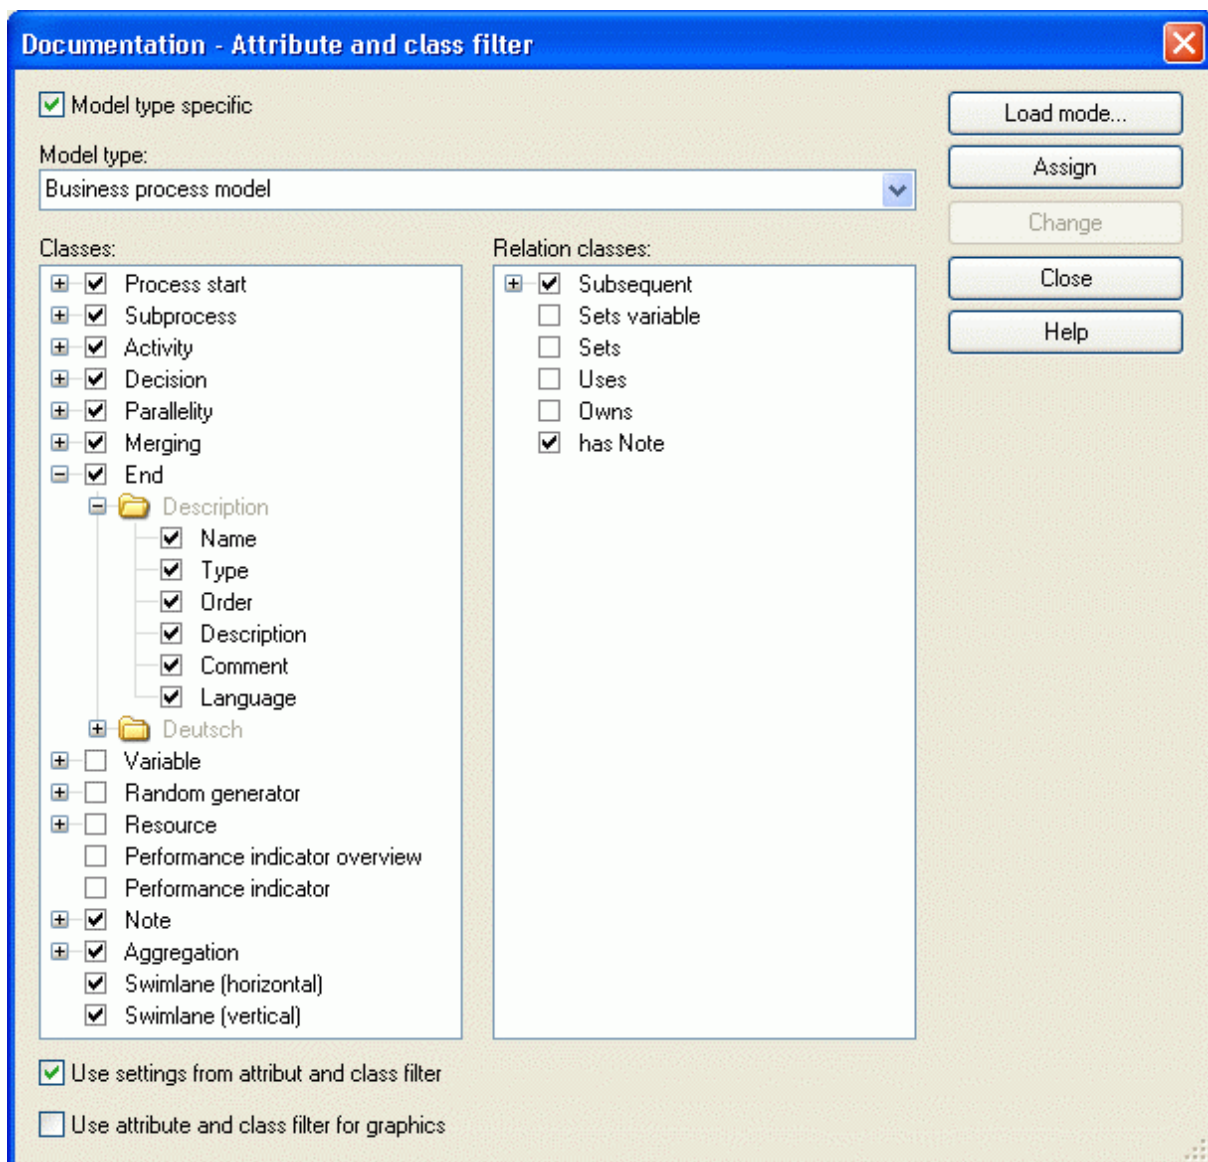 Documentation - Attribute and class filter
Model type specific
Load mode...
Model type:
Assign
Business process model
Change
Classes:
Relation classes:
Close
Help
Process start
Subprocess
Activity
Decision
Parallelity
Merging
End
Description
Name
Type
Order
Description
Comment
Language
Deutsch
Variable
Random generator
Resource
Performance indicator overview
Performance indicator
Note
Aggregation
Swimlane (horizontal)
Swimlane (vertical)
Subsequent
Sets variable
Sets
Uses
Owns
has Note
Use settings from attribut and class filter
Use attribute and class filter for graphics